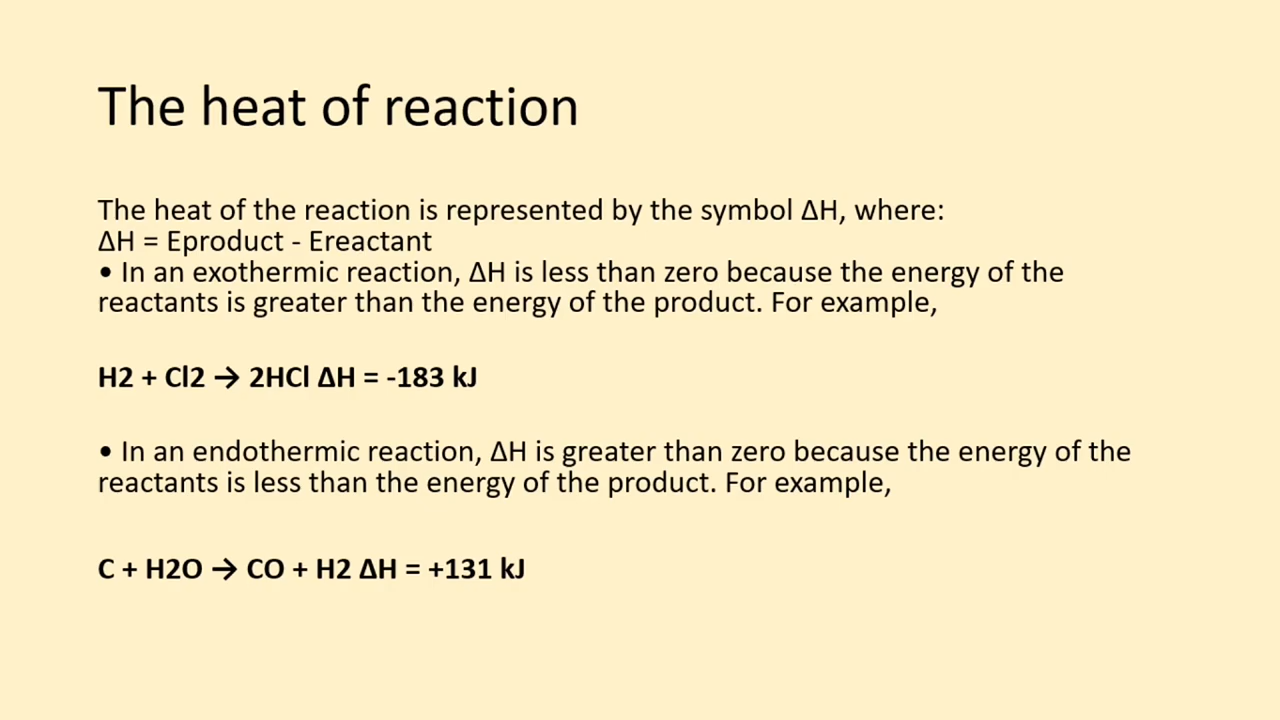 The heat of reaction
The heat of the reaction is represented by the symbol ΔH, where:
ΔH = Eproduct - Ereactant
• In an exothermic reaction, ΔH is less than zero because the energy of the
reactants is greater than the energy of the product. For example,
H2 + Cl2 → 2HCl ΔH = -183 kJ
• In an endothermic reaction, ΔH is greater than zero because the energy of the
reactants is less than the energy of the product. For example,
C + H2O → CO + H2 ΔH = +131 kJ